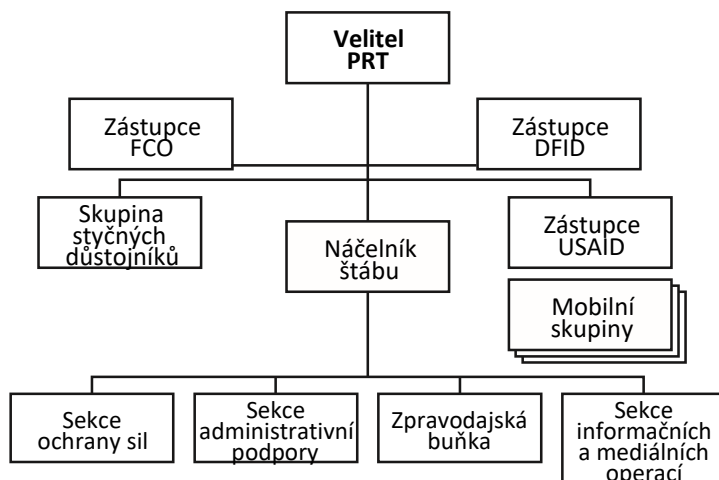 Velitel
PRT
Zástupce
FCO
Zástupce
DFID
Skupina
styčných
důstojníků
Náčelník
štábu
Zástupce
USAID
Mobilní
skupiny
Sekce
ochrany sil
Sekce
administrativní
podpory
Zpravodajská
buňka
Sekce
informačních
a mediálních
operací